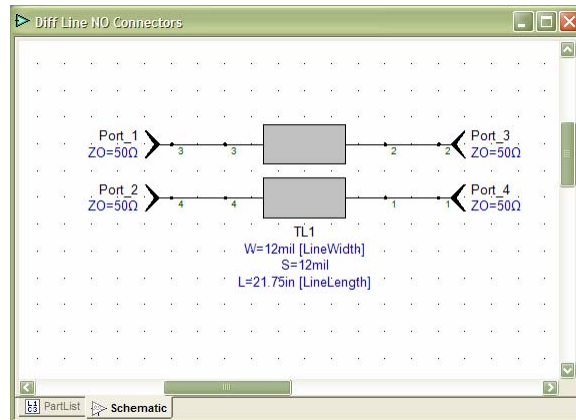 Diff Line NO Connectors
Port_1
ZO=50Ω
3
3
2
2
Port_3
ZO=50Ω
Port_2
ZO=50Ω
4
4
1
1
Port_4
ZO=50Ω
TL1
W=12mil [LineWidth]
S=12mil
L=21.75in [LineLength]
PartList
Schematic